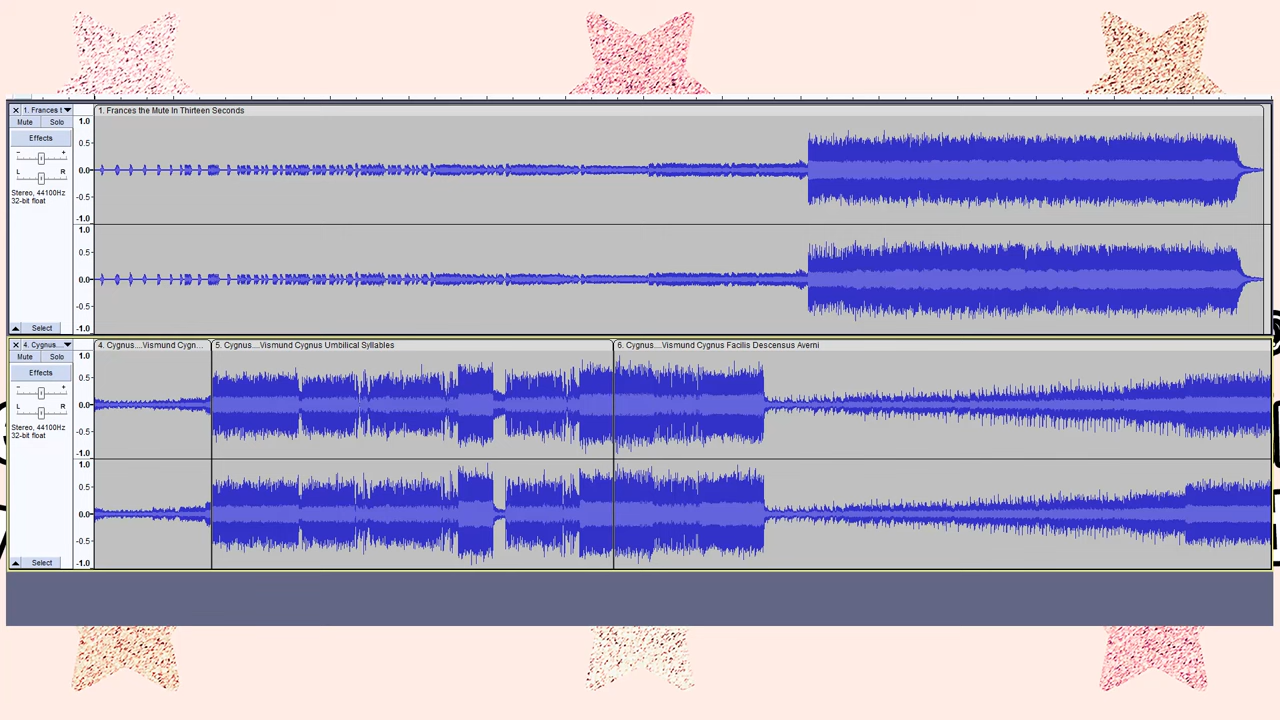 1. Frances t
1. Frances the Mute In Thirteen Seconds
Mute Solo
Effects
- +
L R
Stereo, 44100Hz
32-bit float
Select
1.0
0.5
0.0
-0.5
-1.0
1.0
0.5
0.0
-0.5
-1.0
4. Cygnus....
4. Cygnus....Vismund Cygn...
5. Cygnus....Vismund Cygnus Umbilical Syllables
6. Cygnus....Vismund Cygnus Facilis Descensus Averni
Mute Solo
Effects
- +
L R
Stereo, 44100Hz
32-bit float
Select
1.0
0.5
0.0
-0.5
-1.0
1.0
0.5
0.0
-0.5
-1.0